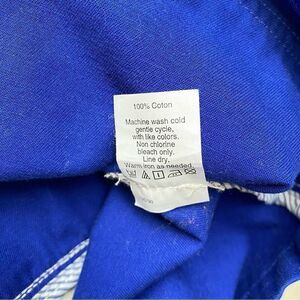 100% Coton
Machine wash cold
gentle cycle,
with like colors.
Non chlorine
bleach only.
Line dry.
Warm iron as needed.